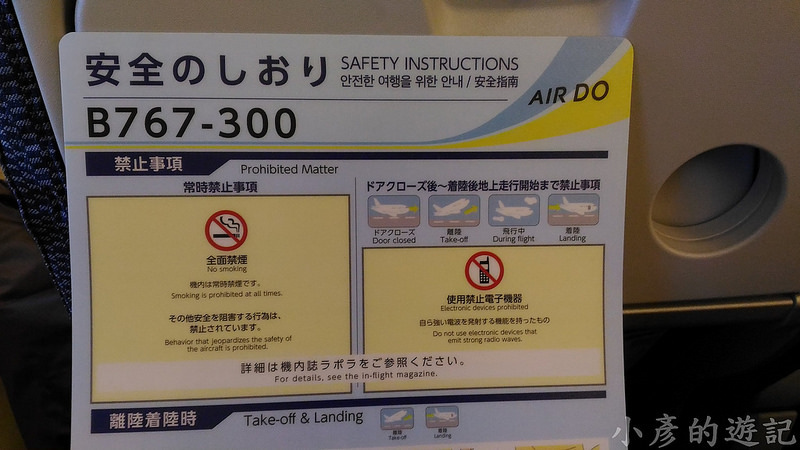 安全のしおり SAFETY INSTRUCTIONS
안전한 여행을 위한 안내 / 安全指南
AIR DO
B767-300
禁止事項 Prohibited Matter
常時禁止事項
全面禁煙
No smoking
機内は常時禁煙です。
Smoking is prohibited at all times.
その他安全を阻害する行為は、
禁止されています。
Behavior that jeopardizes the safety of
the aircraft is prohibited.
ドアクローズ後～着陸後地上走行開始まで禁止事項
ドアクローズ
Door closed
離陸
Take-off
飛行中
During flight
着陸
Landing
使用禁止電子機器
Electronic devices prohibited
自ら強い電波を発射する機能を持ったもの
Do not use electronic devices that
emit strong radio waves.
詳細は機内誌ラポラをご参照ください。
For details, see the in-flight magazine.
離陸着陸時 Take-off & Landing
離陸
Take-off
着陸
Landing
小彥的遊記